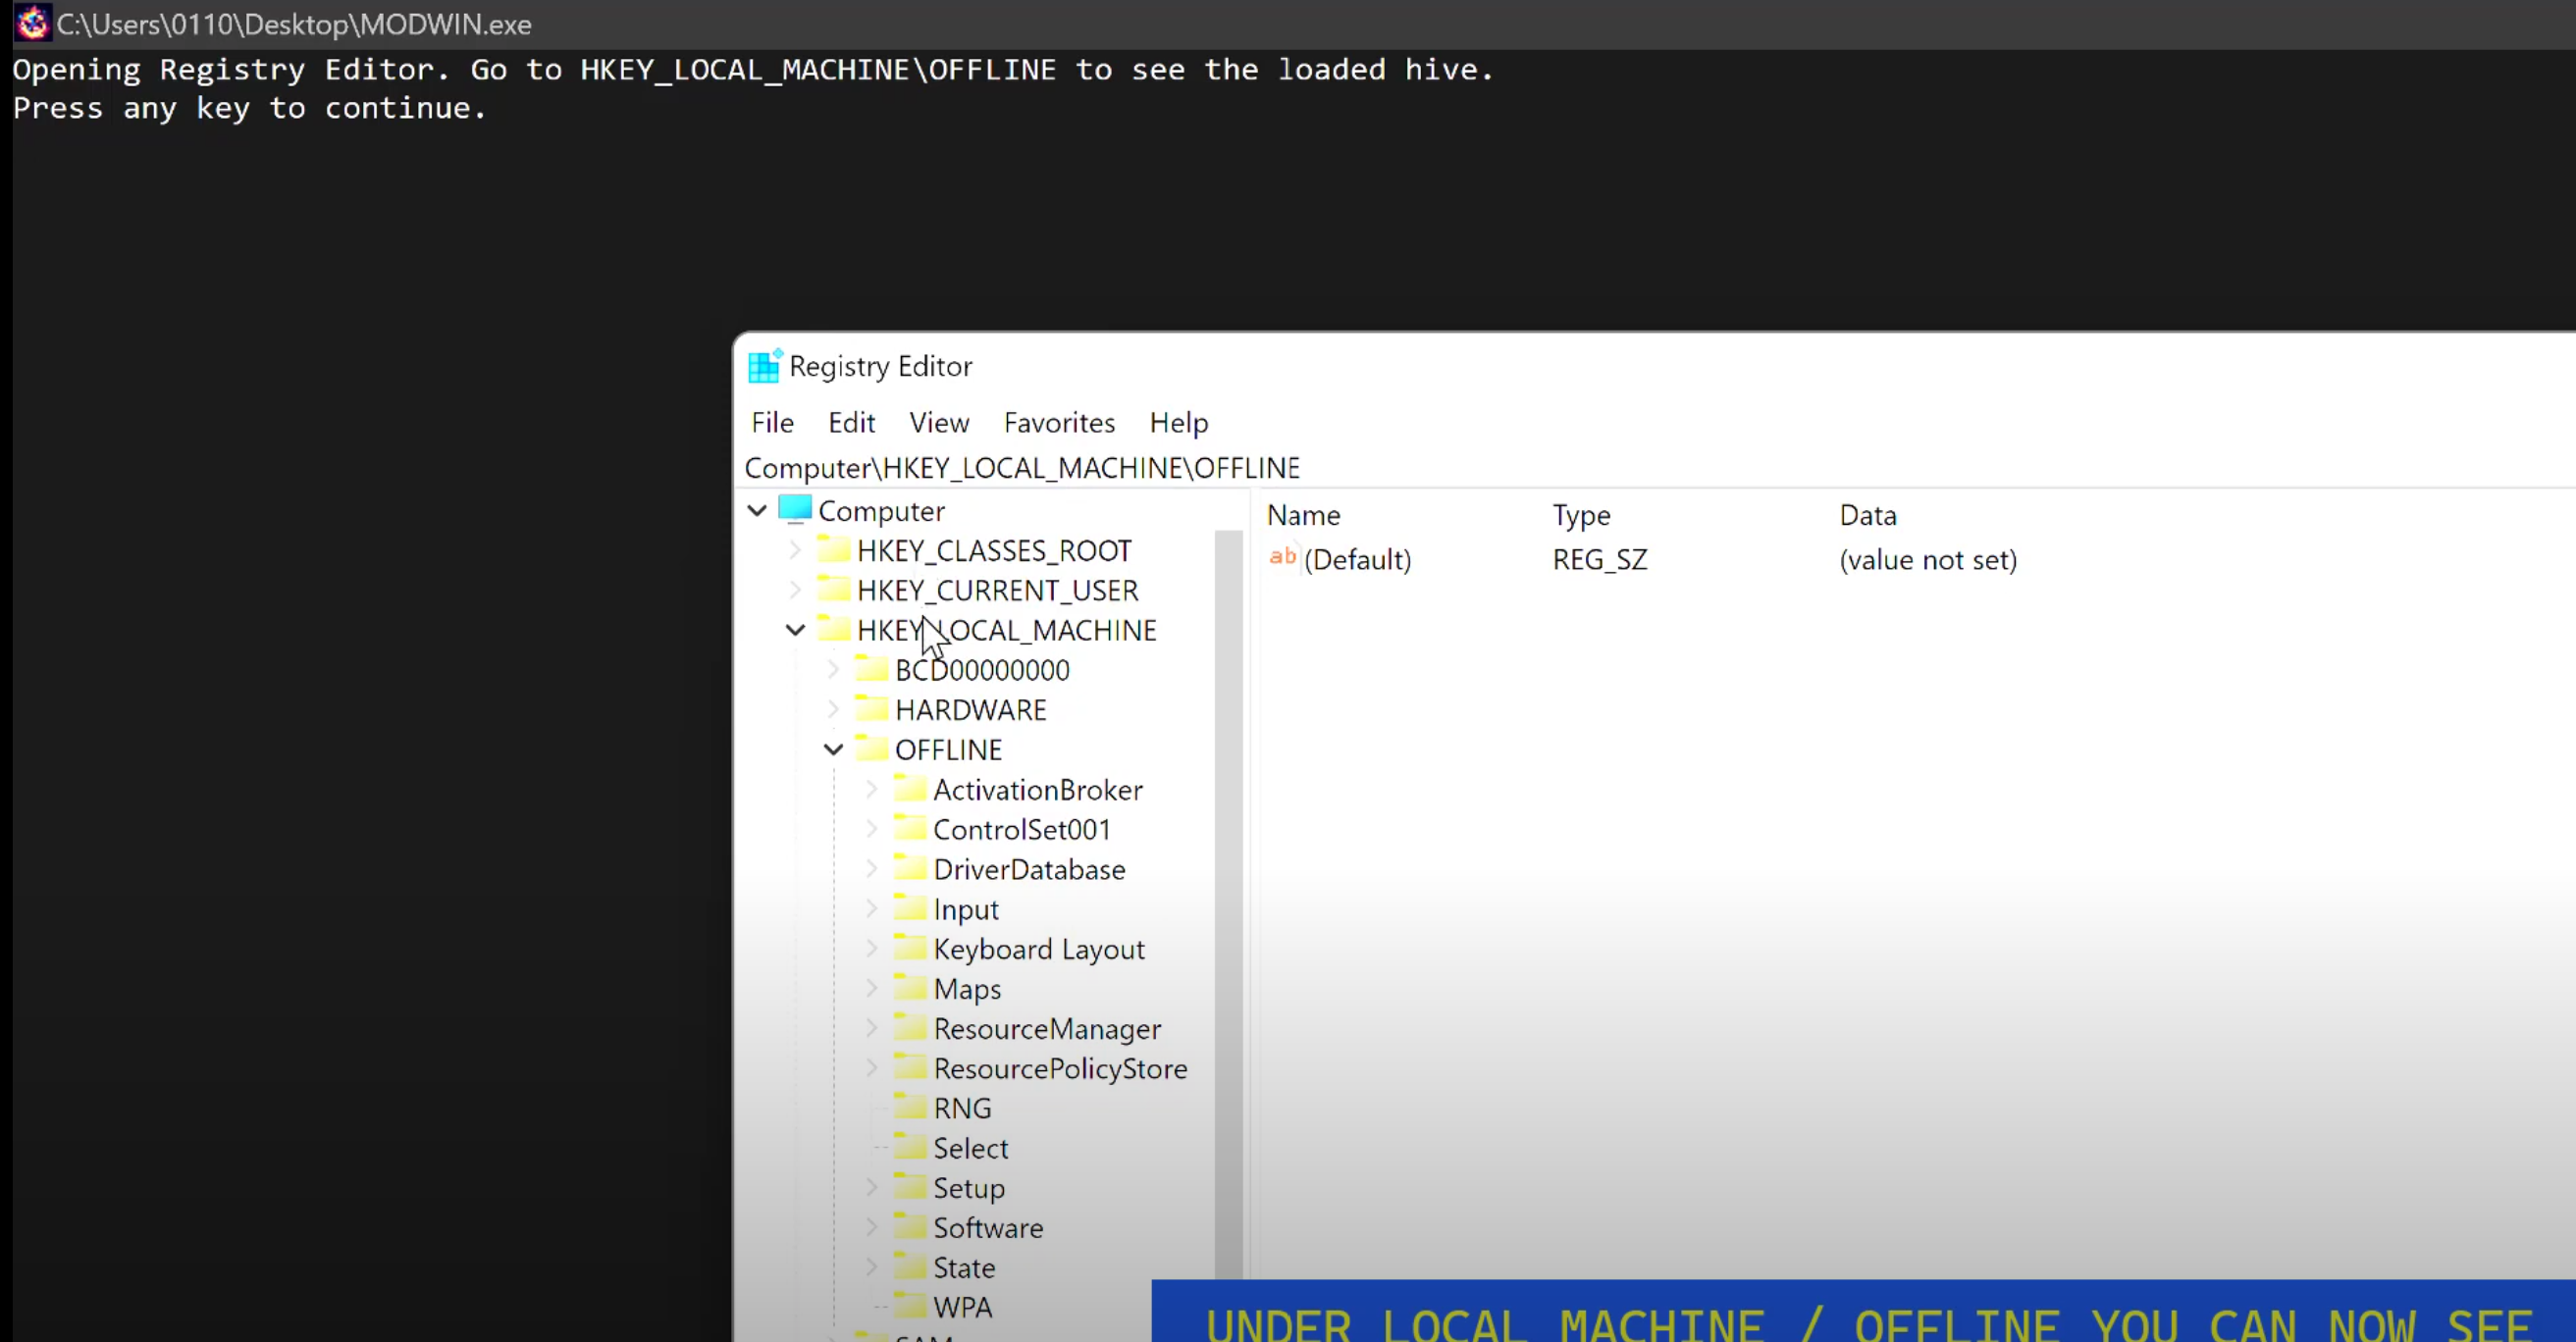 C:\Users\0110\Desktop\MODWIN.exe
Opening Registry Editor. Go to HKEY_LOCAL_MACHINE\OFFLINE to see the loaded hive.
Press any key to continue.
Registry Editor
File Edit View Favorites Help
Computer\HKEY_LOCAL_MACHINE\OFFLINE
Computer
HKEY_CLASSES_ROOT
HKEY_CURRENT_USER
HKEY_LOCAL_MACHINE
BCD00000000
HARDWARE
OFFLINE
ActivationBroker
ControlSet001
DriverDatabase
Input
Keyboard Layout
Maps
ResourceManager
ResourcePolicyStore
RNG
Select
Setup
Software
State
WPA
SAM
Name Type Data
ab (Default) REG_SZ (value not set)
UNDER LOCAL MACHINE / OFFLINE YOU CAN NOW SEE